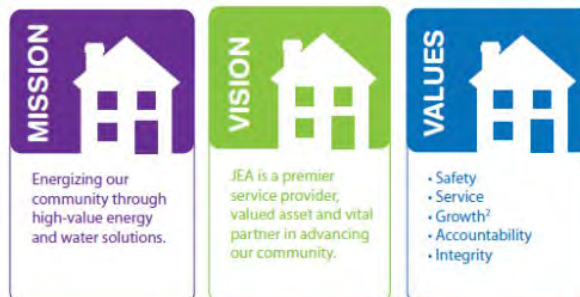 MISSION
Energizing our
community through
high-value energy
and water solutions.
VISION
JEA is a premier
service provider,
valued asset and vital
partner in advancing
our community.
VALUES
• Safety
• Service
• Growth²
• Accountability
• Integrity